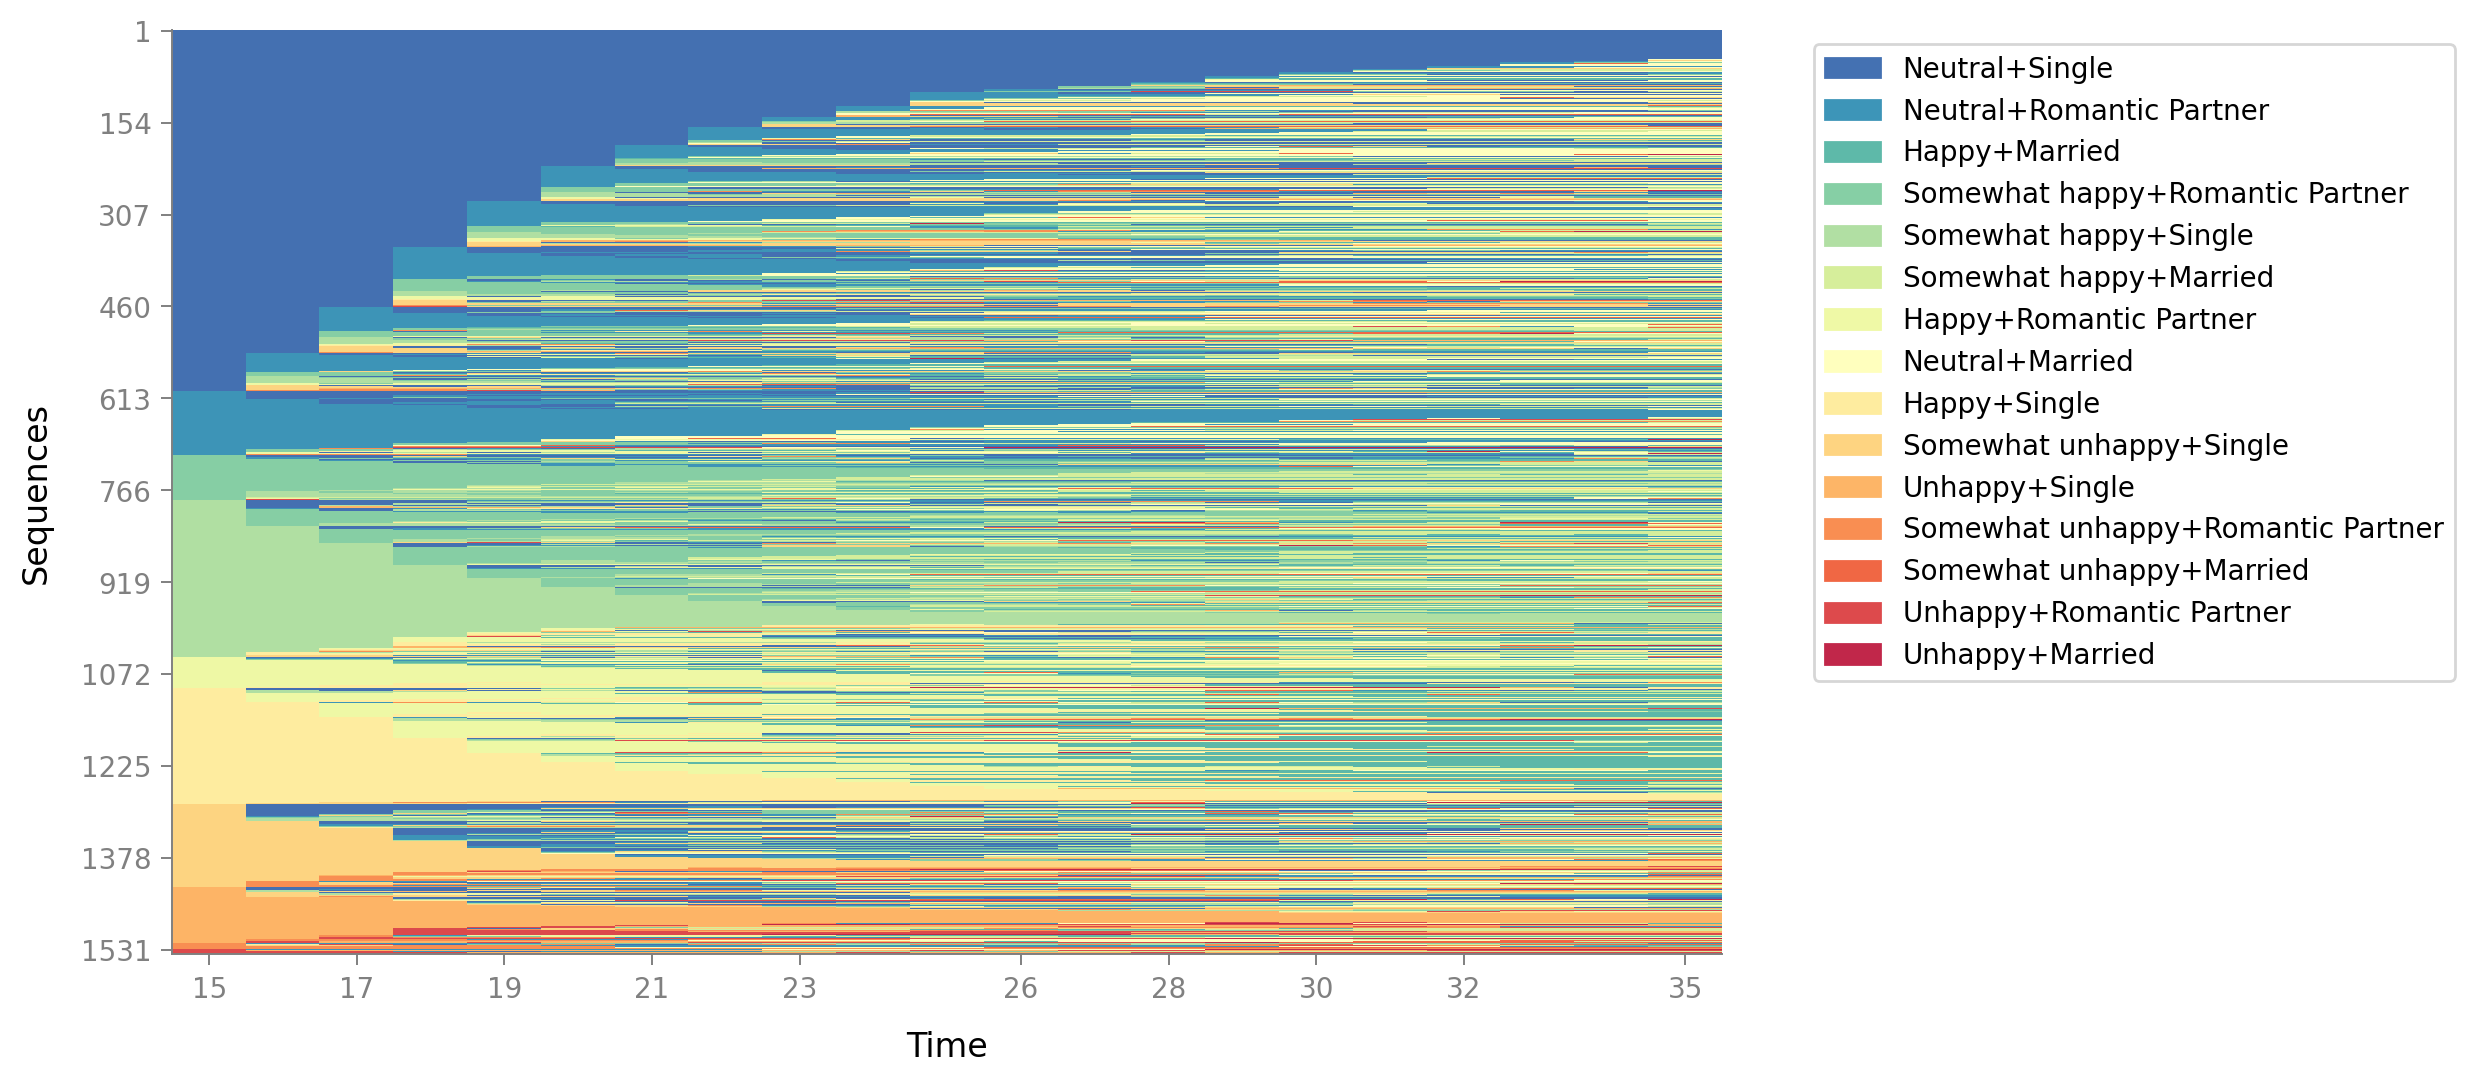 1
154
307
460
613
766
919
1072
1225
1378
1531
Sequences
15 17 19 21 23 26 28 30 32 35
Time
Neutral+Single
Neutral+Romantic Partner
Happy+Married
Somewhat happy+Romantic Partner
Somewhat happy+Single
Somewhat happy+Married
Happy+Romantic Partner
Neutral+Married
Happy+Single
Somewhat unhappy+Single
Unhappy+Single
Somewhat unhappy+Romantic Partner
Somewhat unhappy+Married
Unhappy+Romantic Partner
Unhappy+Married